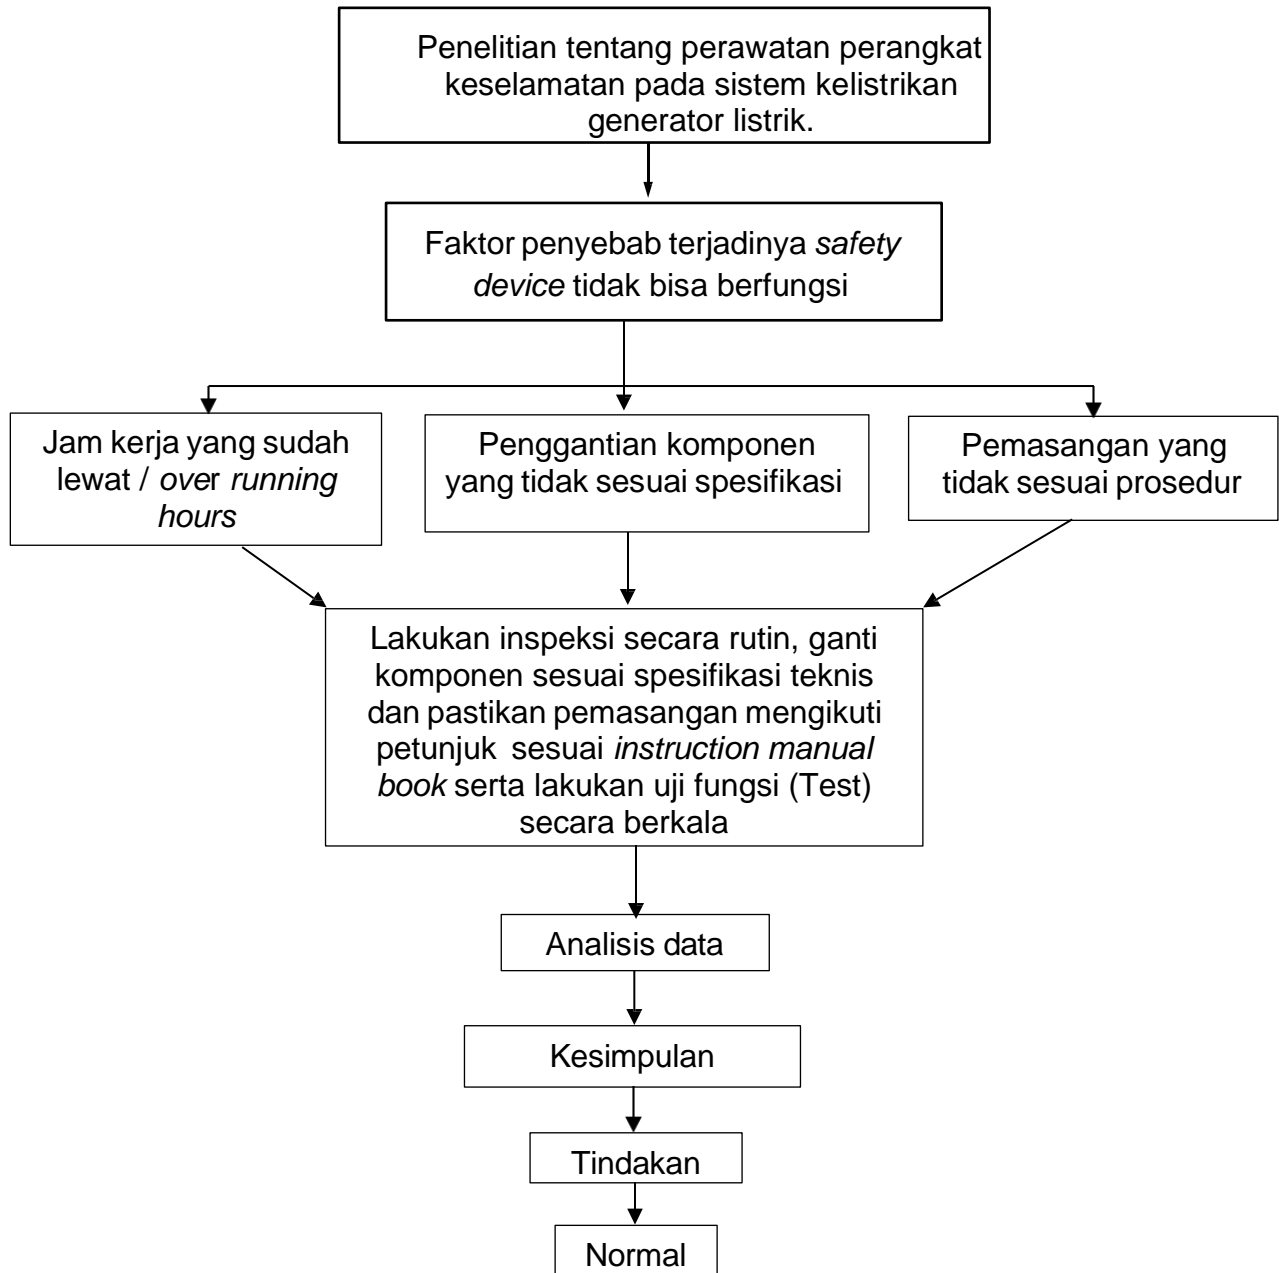 Penelitian tentang perawatan perangkat
keselamatan pada sistem kelistrikan
generator listrik.
Faktor penyebab terjadinya safety
device tidak bisa berfungsi
Jam kerja yang sudah
lewat / over running
hours
Penggantian komponen
yang tidak sesuai spesifikasi
Pemasangan yang
tidak sesuai prosedur
Lakukan inspeksi secara rutin, ganti
komponen sesuai spesifikasi teknis
dan pastikan pemasangan mengikuti
petunjuk sesuai instruction manual
book serta lakukan uji fungsi (Test)
secara berkala
Analisis data
Kesimpulan
Tindakan
Normal